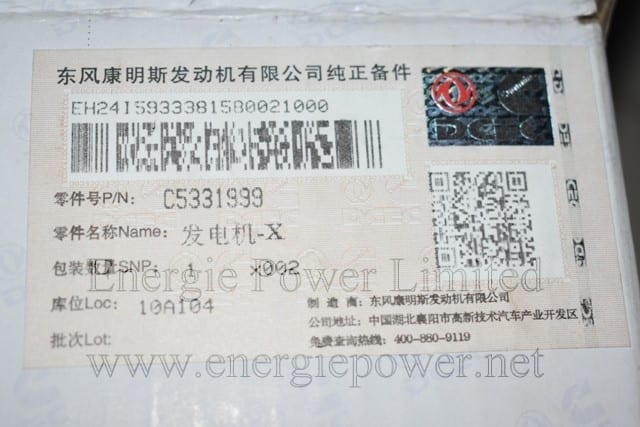 东风康明斯发动机有限公司纯正备件
EH2415933381580021000
零件号P/N: C5331999
零件名称Name: 发电机-X
包装数量SNP: 1 x002
Energie Power Limited
库位Loc: 10A104
制造商: 东风康明斯发动机有限公司
公司地址: 中国湖北襄阳市高新技术汽车产业开发区
批次Lot:
免费查询热线: 400-880-9119
www.energiepower.net